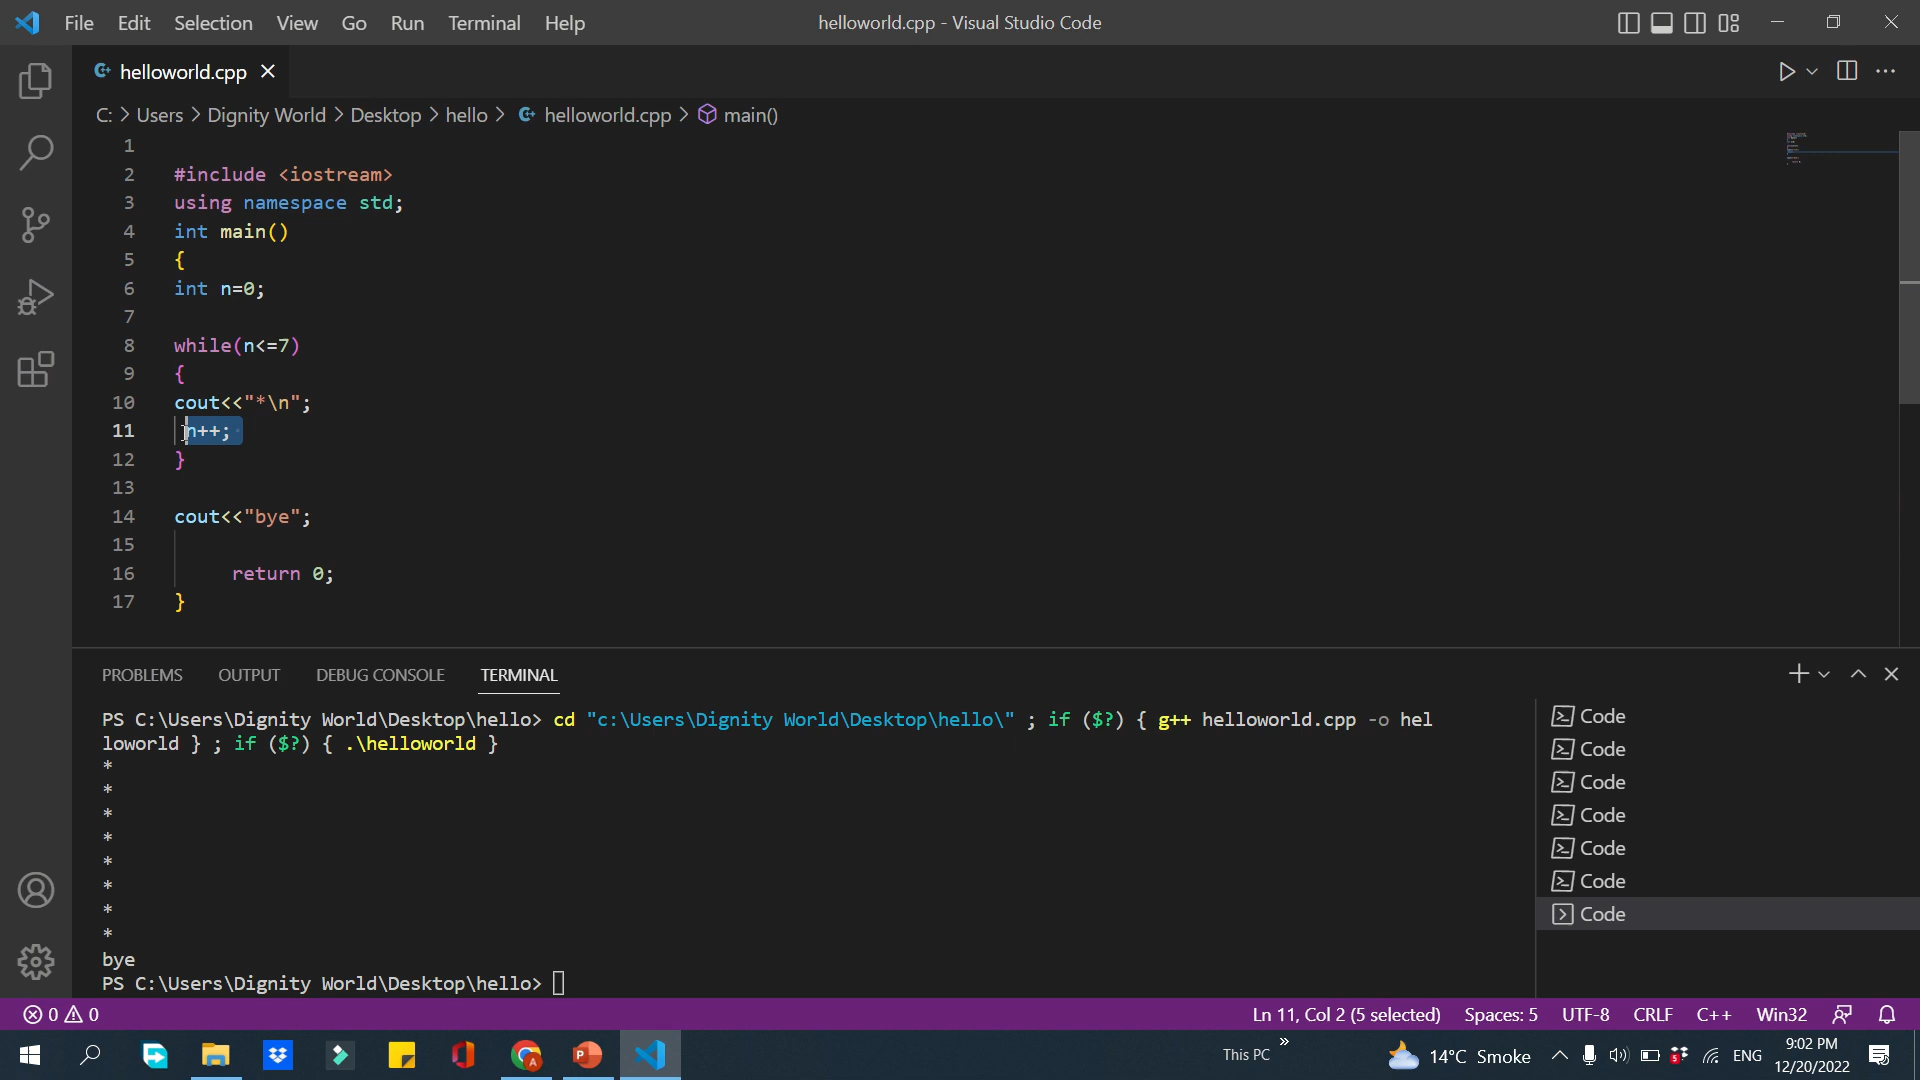 File Edit Selection View Go Run Terminal Help helloworld.cpp - Visual Studio Code
helloworld.cpp
C: > Users > Dignity World > Desktop > hello > helloworld.cpp > main()
1
2 #include <iostream>
3 using namespace std;
4 int main()
5 {
6 int n=0;
7
8 while(n<=7)
9 {
10 cout<<"*\n";
11 n++;
12 }
13
14 cout<<"bye";
15
16 return 0;
17 }
PROBLEMS OUTPUT DEBUG CONSOLE TERMINAL
PS C:\Users\Dignity World\Desktop\hello> cd "c:\Users\Dignity World\Desktop\hello\" ; if ($?) { g++ helloworld.cpp -o hel
loworld } ; if ($?) { .\helloworld }
*
*
*
*
*
*
*
*
bye
PS C:\Users\Dignity World\Desktop\hello>
Code
Code
Code
Code
Code
Code
Code
0 0 Ln 11, Col 2 (5 selected) Spaces: 5 UTF-8 CRLF C++ Win32
This PC » 14°C Smoke ENG 9:02 PM
12/20/2022